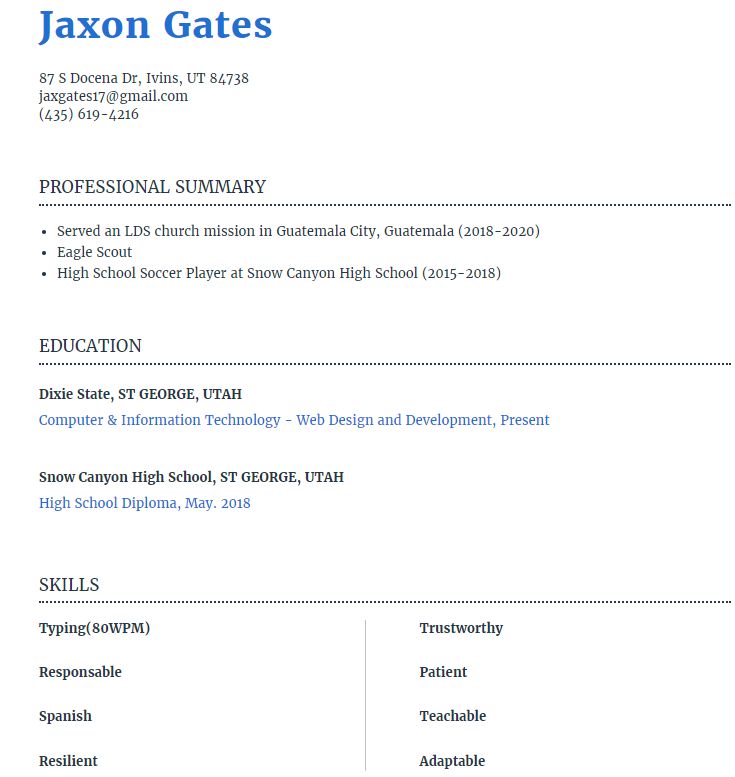 Jaxon Gates
87 S Docena Dr, Ivins, UT 84738
jaxgates17@gmail.com
(435) 619-4216
PROFESSIONAL SUMMARY
• Served an LDS church mission in Guatemala City, Guatemala (2018-2020)
• Eagle Scout
• High School Soccer Player at Snow Canyon High School (2015-2018)
EDUCATION
Dixie State, ST GEORGE, UTAH
Computer & Information Technology - Web Design and Development, Present
Snow Canyon High School, ST GEORGE, UTAH
High School Diploma, May. 2018
SKILLS
Typing(80WPM)
Responsable
Spanish
Resilient
Trustworthy
Patient
Teachable
Adaptable